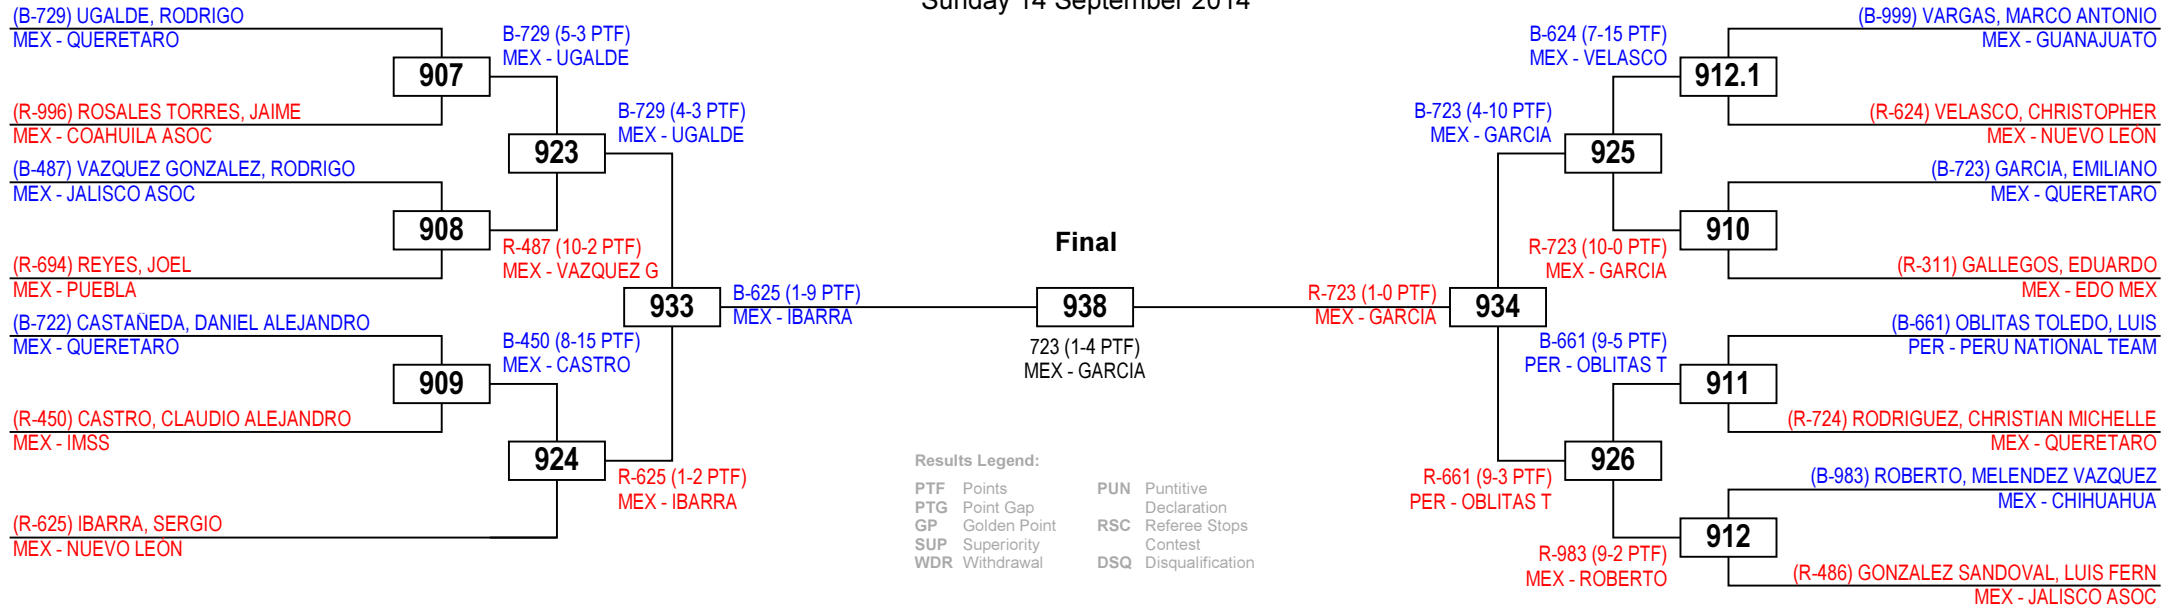 Sunday 14 September 2014
(B-729) UGALDE, RODRIGO
MEX - QUERETARO
907
B-729 (5-3 PTF)
MEX - UGALDE
(R-996) ROSALES TORRES, JAIME
MEX - COAHUILA ASOC
923
B-729 (4-3 PTF)
MEX - UGALDE
(B-487) VAZQUEZ GONZALEZ, RODRIGO
MEX - JALISCO ASOC
908
R-487 (10-2 PTF)
MEX - VAZQUEZ G
(R-694) REYES, JOEL
MEX - PUEBLA
933
B-625 (1-9 PTF)
MEX - IBARRA
(B-722) CASTAÑEDA, DANIEL ALEJANDRO
MEX - QUERETARO
909
B-450 (8-15 PTF)
MEX - CASTRO
(R-450) CASTRO, CLAUDIO ALEJANDRO
MEX - IMSS
924
R-625 (1-2 PTF)
MEX - IBARRA
(R-625) IBARRA, SERGIO
MEX - NUEVO LEÒN
Final
938
723 (1-4 PTF)
MEX - GARCIA
(B-999) VARGAS, MARCO ANTONIO
MEX - GUANAJUATO
B-624 (7-15 PTF)
MEX - VELASCO
912.1
(R-624) VELASCO, CHRISTOPHER
MEX - NUEVO LEÒN
B-723 (4-10 PTF)
MEX - GARCIA
925
(B-723) GARCIA, EMILIANO
MEX - QUERETARO
910
R-723 (10-0 PTF)
MEX - GARCIA
(R-311) GALLEGOS, EDUARDO
MEX - EDO MEX
R-723 (1-0 PTF)
MEX - GARCIA
934
(B-661) OBLITAS TOLEDO, LUIS
PER - PERU NATIONAL TEAM
B-661 (9-5 PTF)
PER - OBLITAS T
911
(R-724) RODRIGUEZ, CHRISTIAN MICHELLE
MEX - QUERETARO
926
R-661 (9-3 PTF)
PER - OBLITAS T
(B-983) ROBERTO, MELENDEZ VAZQUEZ
MEX - CHIHUAHUA
912
R-983 (9-2 PTF)
MEX - ROBERTO
(R-486) GONZALEZ SANDOVAL, LUIS FERN
MEX - JALISCO ASOC
Results Legend:
PTF Points
PTG Point Gap
GP Golden Point
SUP Superiority
WDR Withdrawal
PUN Puntitive
Declaration
RSC Referee Stops
Contest
DSQ Disqualification